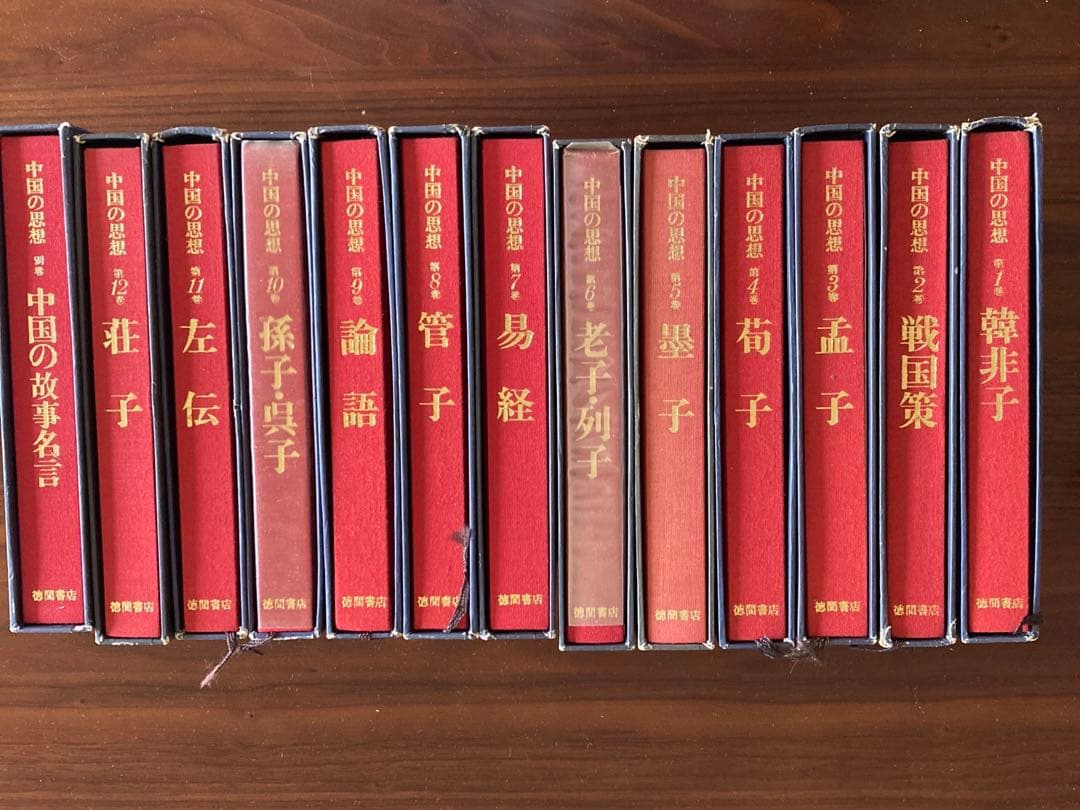 中国の思想 第1巻 韓非子 徳間書店
中国の思想 第2巻 戦国策 徳間書店
中国の思想 第3巻 孟子 徳間書店
中国の思想 第4巻 荀子 徳間書店
中国の思想 第5巻 墨子 徳間書店
中国の思想 第6巻 老子・列子 徳間書店
中国の思想 第7巻 易経 徳間書店
中国の思想 第8巻 管子 徳間書店
中国の思想 第9巻 論語 徳間書店
中国の思想 第10巻 孫子・呉子 徳間書店
中国の思想 第11巻 左伝 徳間書店
中国の思想 第12巻 荘子 徳間書店
中国の思想 別巻 中国の故事名言 徳間書店